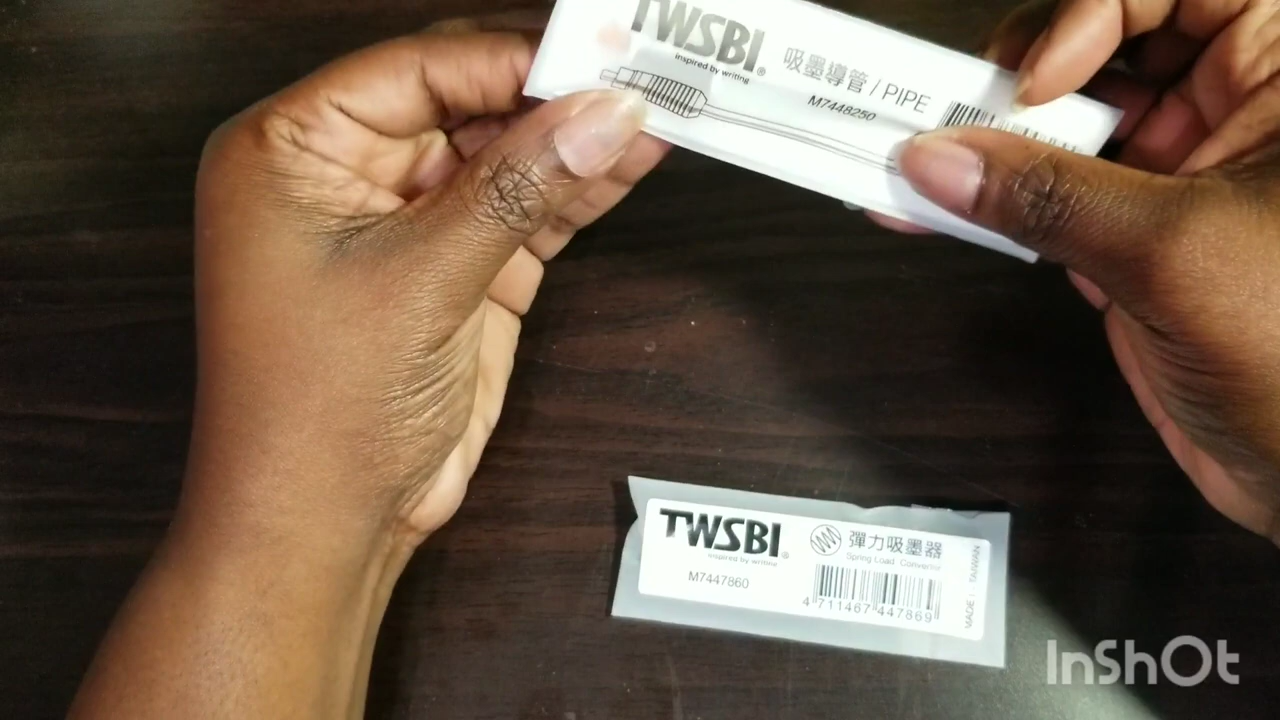 TWSBI®
inspired by writing
吸墨導管 / PIPE
M7448250
TWSBI®
inspired by writing
M7447860
彈力吸墨器
Spring Load Converter
4 711467 447869
MADE I TAIWAN
InShOt